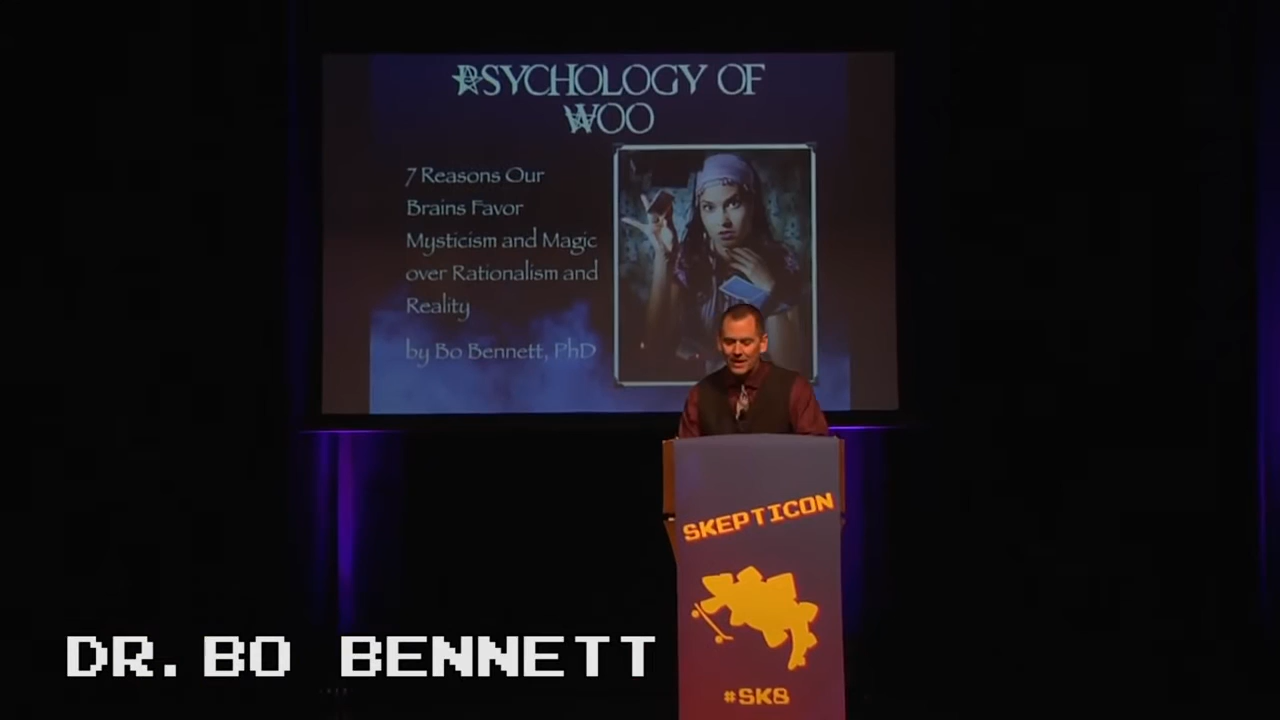 PSYCHOLOGY OF
WOO
7 Reasons Our
Brains Favor
Mysticism and Magic
over Rationalism and
Reality
by Bo Bennett, PhD
SKEPTICON
#SK8
DR. BO BENNETT